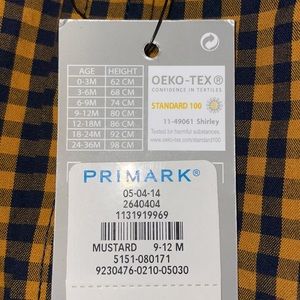 AGE HEIGHT
0-3M 62 CM
3-6M 68 CM
6-9M 74 CM
9-12M 80 CM
12-18M 86 CM
18-24M 92 CM
24-36M 98 CM
OEKO-TEX®
CONFIDENCE IN TEXTILES
STANDARD 100
11-49061 Shirley
Tested for harmful substances.
www.oeko-tex.com/standard100
PRIMARK®
05-04-14
2640404
1131919969
MUSTARD 9-12 M
5151-080171
9230476-0210-05030